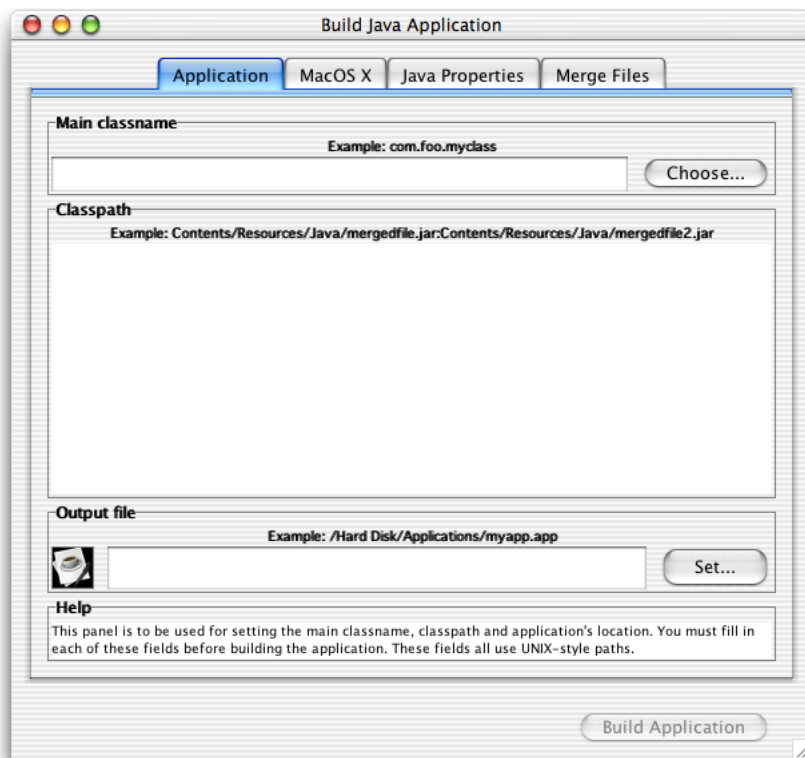 Build Java Application
Application MacOS X Java Properties Merge Files
Main classname
Example: com.foo.myclass
Choose...
Classpath
Example: Contents/Resources/Java/mergedfile.jar:Contents/Resources/Java/mergedfile2.jar
Output file
Example: /Hard Disk/Applications/myapp.app
Set...
Help
This panel is to be used for setting the main classname, classpath and application's location. You must fill in
each of these fields before building the application. These fields all use UNIX-style paths.
Build Application